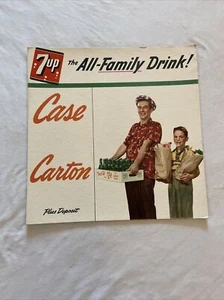 7up The All-Family Drink!
Case
Carton
Plus Deposit